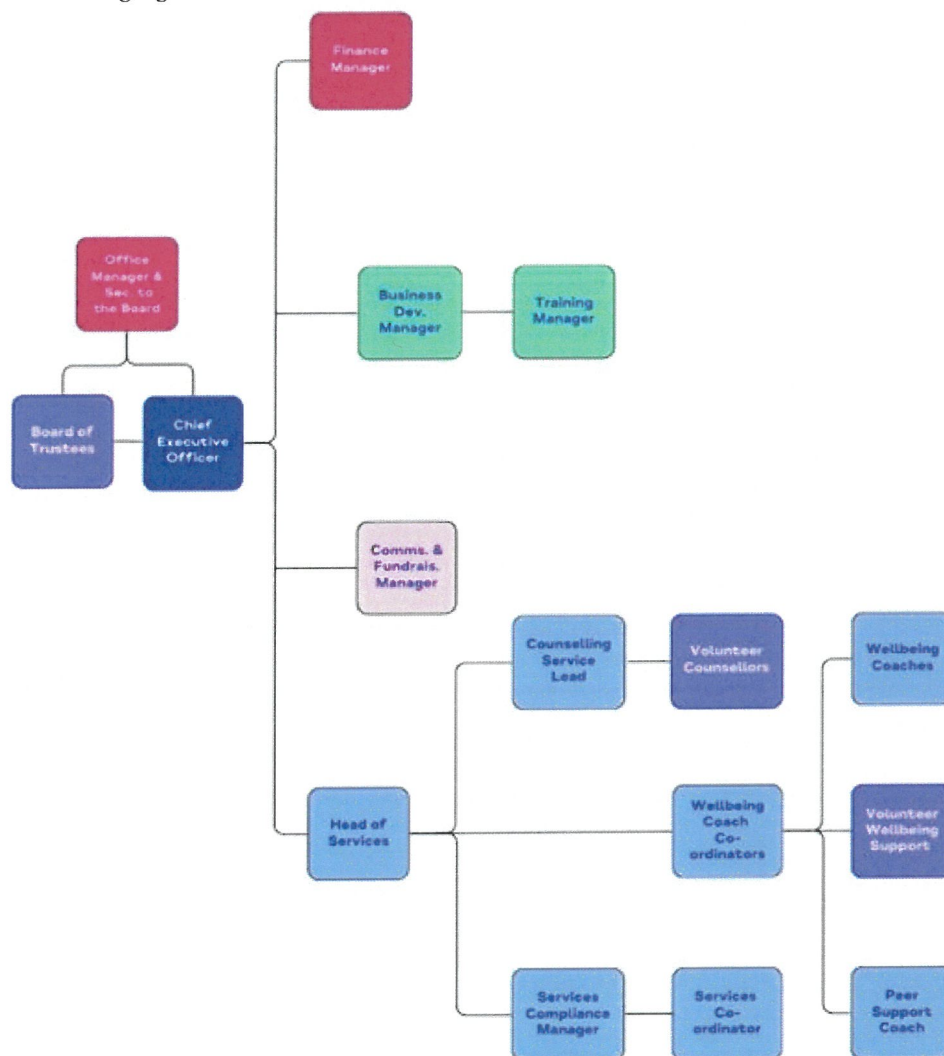 Finance
Manager
Office
Manager &
Sec. to
the Board
Business
Dev.
Manager
Training
Manager
Board of
Trustees
Chief
Executive
Officer
Comms. &
Fundrais.
Manager
Counselling
Service
Lead
Volunteer
Counsellors
Wellbeing
Coaches
Head of
Services
Wellbeing
Coach
Co-
ordinators
Volunteer
Wellbeing
Support
Services
Compliance
Manager
Services
Co-
ordinator
Peer
Support
Coach